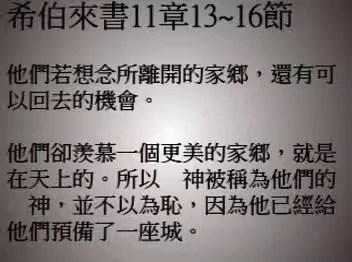 希伯來書11章13~16節
他們若想念所離開的家鄉，還有可
以回去的機會。
他們卻羨慕一個更美的家鄉，就是
在天上的。所以　神被稱為他們的
　神，並不以為恥，因為他已經給
他們預備了一座城。